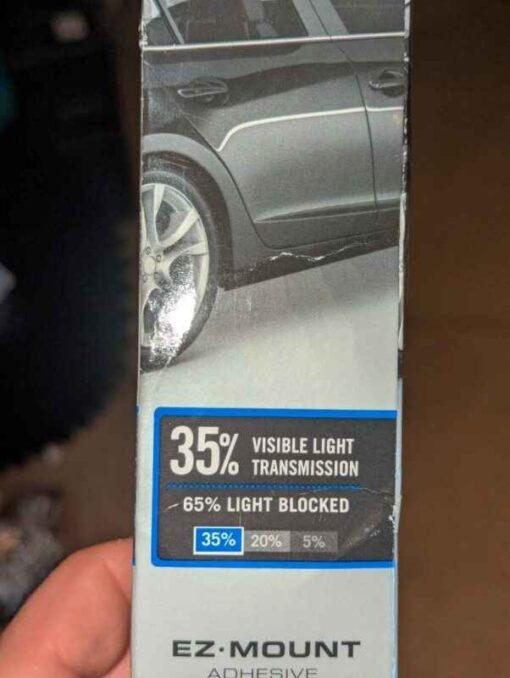 35% VISIBLE LIGHT
TRANSMISSION
65% LIGHT BLOCKED
35% 20% 5%
EZ·MOUNT
ADHESIVE